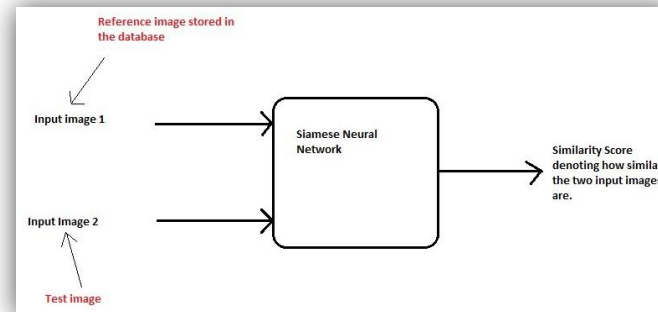 Reference image stored in
the database
Input image 1
Siamese Neural
Network
Similarity Score
denoting how simila
the two input image
are.
Input Image 2
Test image